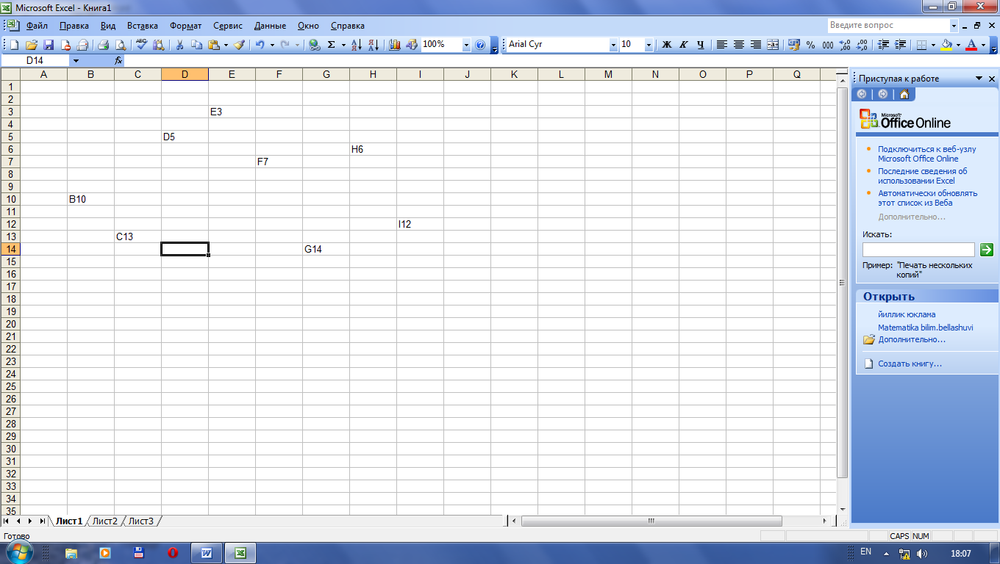 Microsoft Excel - Книга1
Файл Правка Вид Вставка Формат Сервис Данные Окно Справка Введите вопрос
100% Arial Cyr 10 Ж К Ч % 000
D14 fx
A B C D E F G H I J K L M N O P Q
Приступая к работе
1
2
3 E3
4
5 D5
6 H6
7 F7
8
9
10 B10
11
12 I12
13 C13
14 G14
15
16
17
18
19
20
21
22
23
24
25
26
27
28
29
30
31
32
33
34
35
Microsoft
Office Online
Подключиться к веб-узлу
Microsoft Office Online
Последние сведения об
использовании Excel
Автоматически обновлять
этот список из Веба
Дополнительно...
Искать:
Пример: "Печать нескольких
копий"
Открыть
йиллик юклама
Matematika bilim.bellashuvi
Дополнительно...
Создать книгу...
Лист1 Лист2 Лист3
Готово CAPS NUM
EN 18:07